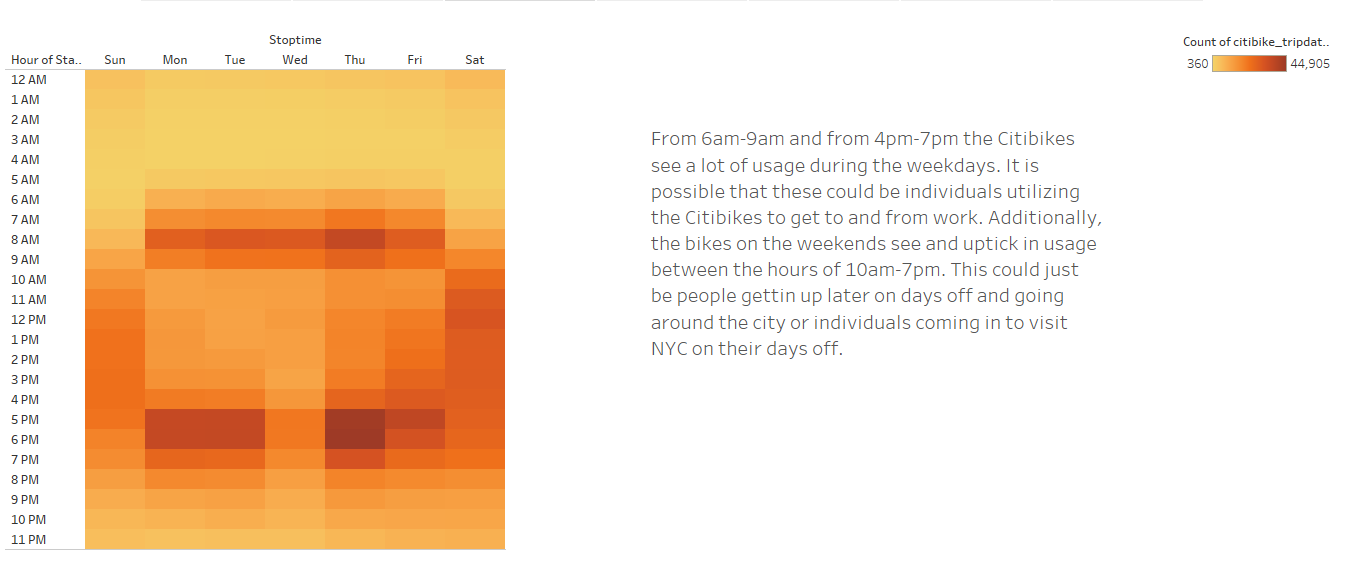 Stoptime
Hour of Sta.. Sun Mon Tue Wed Thu Fri Sat
12 AM
1 AM
2 AM
3 AM
4 AM
5 AM
6 AM
7 AM
8 AM
9 AM
10 AM
11 AM
12 PM
1 PM
2 PM
3 PM
4 PM
5 PM
6 PM
7 PM
8 PM
9 PM
10 PM
11 PM
From 6am-9am and from 4pm-7pm the Citibikes
see a lot of usage during the weekdays. It is
possible that these could be individuals utilizing
the Citibikes to get to and from work. Additionally,
the bikes on the weekends see and uptick in usage
between the hours of 10am-7pm. This could just
be people gettin up later on days off and going
around the city or individuals coming in to visit
NYC on their days off.
Count of citibike_tripdat..
360 44,905